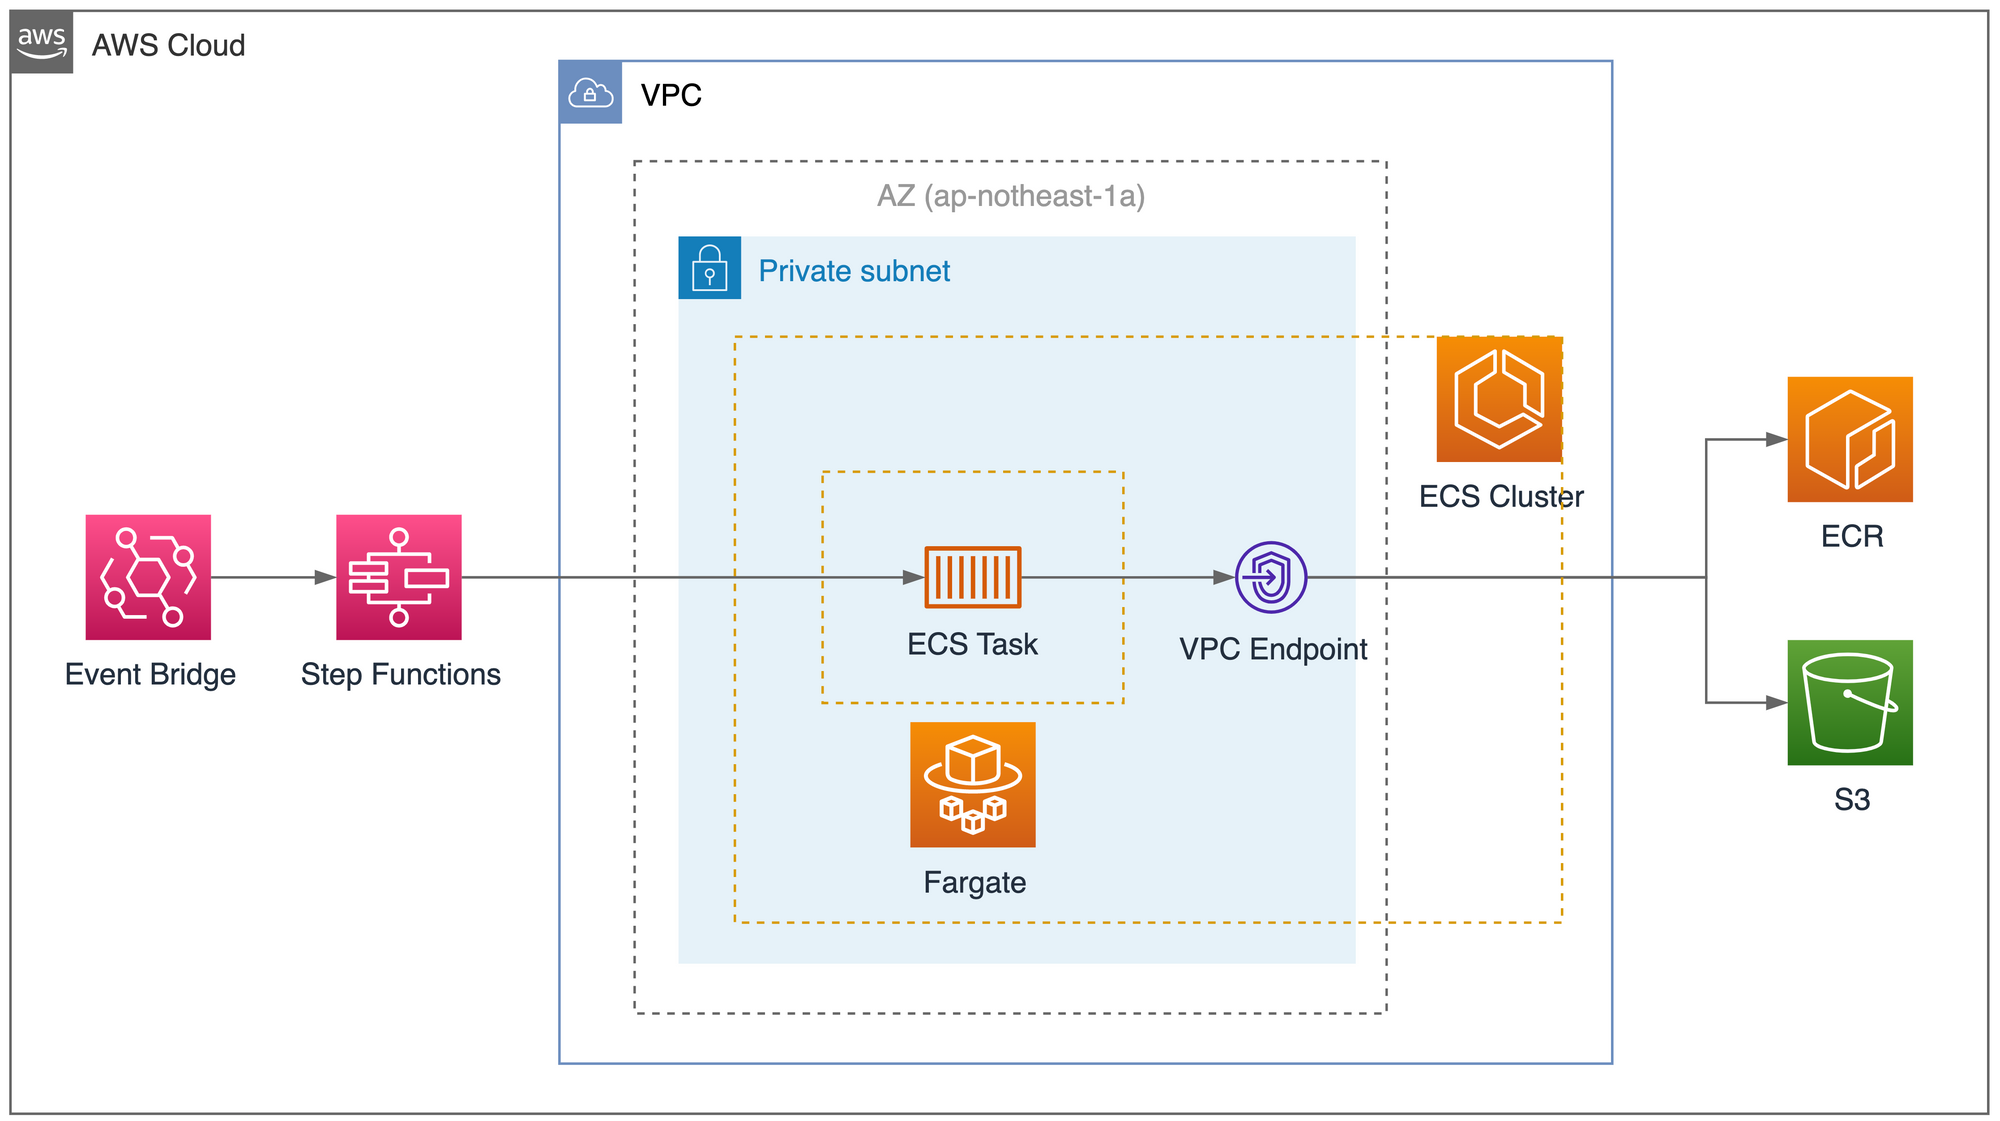 aws
AWS Cloud
VPC
AZ (ap-notheast-1a)
Private subnet
ECS Cluster
ECR
ECS Task
VPC Endpoint
Event Bridge
Step Functions
S3
Fargate